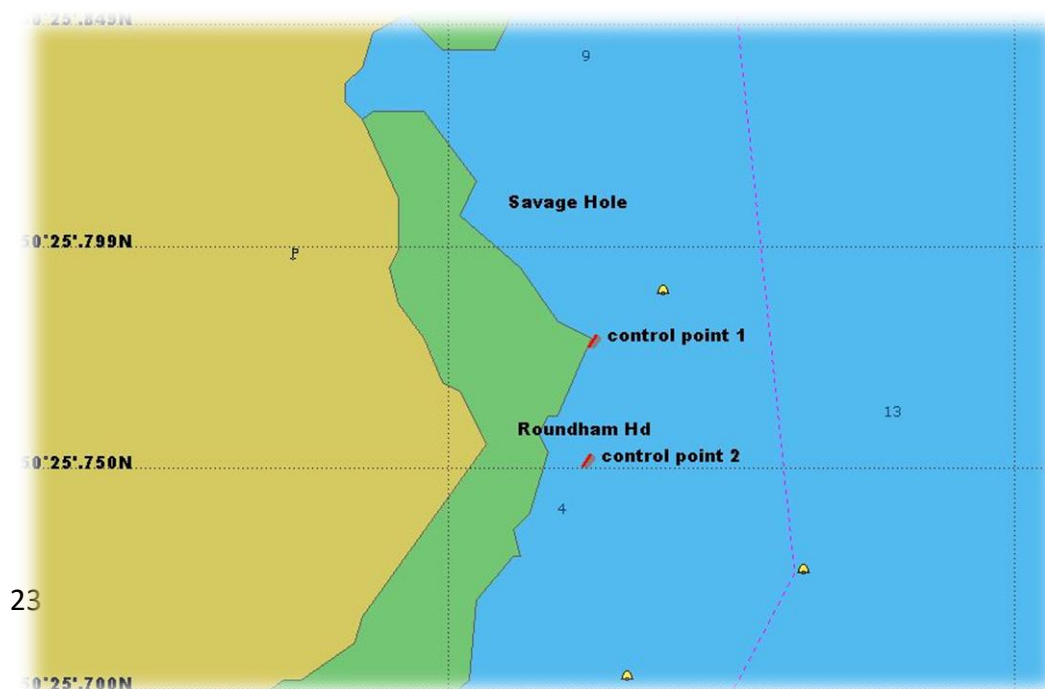 50°25'.849N
9
Savage Hole
50°25'.799N
control point 1
13
Roundham Hd
control point 2
50°25'.750N
4
23
50°25'.700N